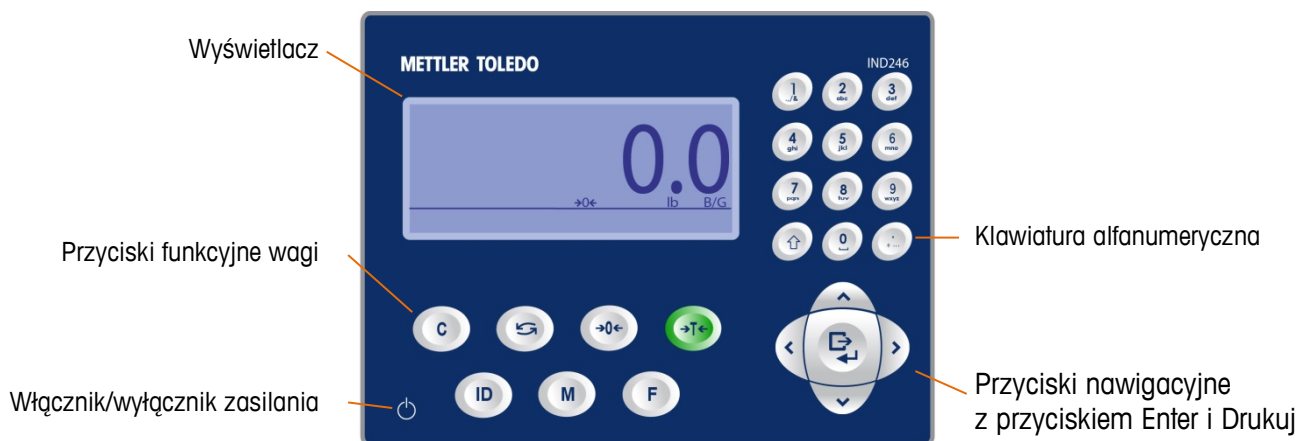 Wyświetlacz
METTLER TOLEDO
IND246
1 ../&
2 abc
3 def
0.0
4 ghi
5 jkl
6 mno
→0← lb B/G
7 pqrs
8 tuv
9 wxyz
0
Klawiatura alfanumeryczna
Przyciski funkcyjne wagi
C →0← →T←
Przyciski nawigacyjne
z przyciskiem Enter i Drukuj
ID M F
Włącznik/wyłącznik zasilania